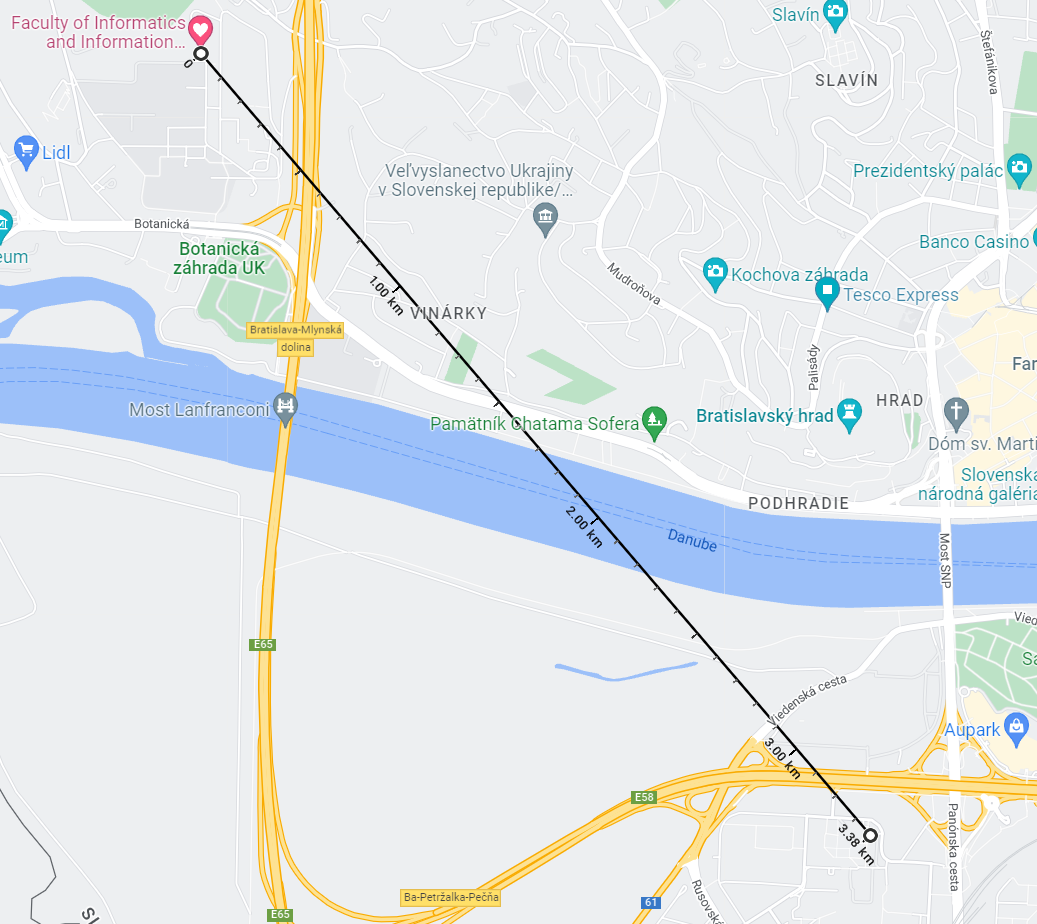 Faculty of Informatics
and Information...
0
Slavín
SLAVÍN
Štefánikova
Lidl
Veľvyslanectvo Ukrajiny
v Slovenskej republike/...
Prezidentský palác
Botanická
Botanická
záhrada UK
eum
Banco Casino
Mudroňova
Kochova záhrada
Tesco Express
1.00 km
VINÁRKY
Bratislava-Mlynská
dolina
Palisády
Far
Most Lanfranconi
Pamätník Chatama Sofera
Bratislavský hrad
HRAD
Dóm sv. Marti
Slovenská
národná galéria
PODHRADIE
2.00 km
Danube
Most SNP
Vied
E65
Sa
Viedenská cesta
Aupark
3.00 km
E58
3.38 km
Panónska cesta
Rusovsk
Ba-Petržalka-Pečňa
61
E65
Sl